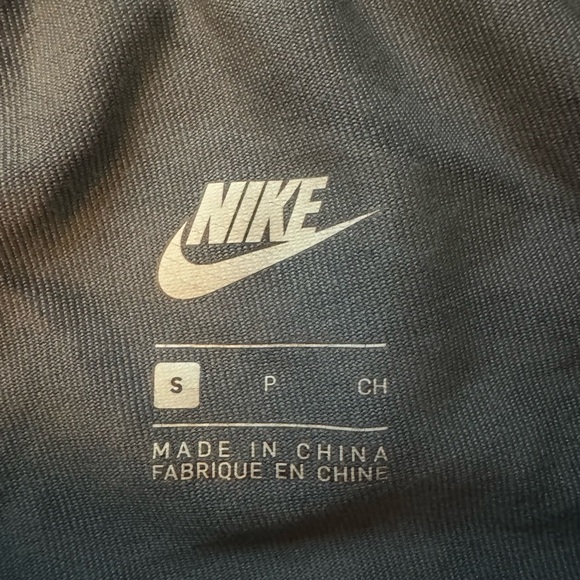 NIKE
S P CH
MADE IN CHINA
FABRIQUE EN CHINE